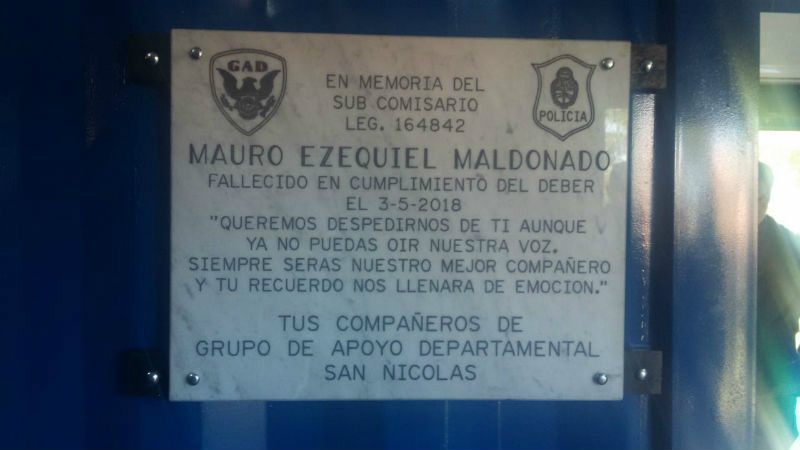 GAD
POLICIA
EN MEMORIA DEL
SUB COMISARIO
LEG. 164842
MAURO EZEQUIEL MALDONADO
FALLECIDO EN CUMPLIMIENTO DEL DEBER
EL 3-5-2018
"QUEREMOS DESPEDIRNOS DE TI AUNQUE
YA NO PUEDAS OIR NUESTRA VOZ.
SIEMPRE SERAS NUESTRO MEJOR COMPAÑERO
Y TU RECUERDO NOS LLENARA DE EMOCION."
TUS COMPAÑEROS DE
GRUPO DE APOYO DEPARTAMENTAL
SAN NICOLAS